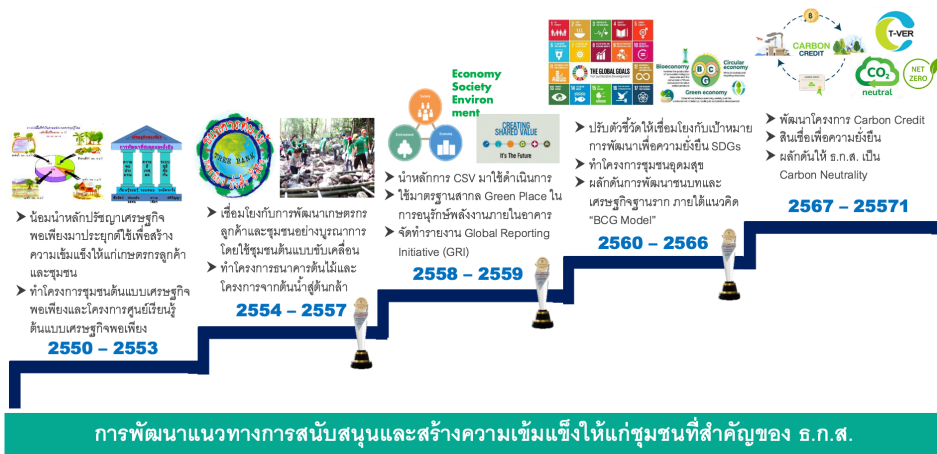 น้อมนำหลักปรัชญาเศรษฐกิจ
พอเพียงมาประยุกต์ใช้เพื่อสร้าง
ความเข้มแข็งให้แก่เกษตรกรลูกค้า
และชุมชน
ทำโครงการชุมชนต้นแบบเศรษฐกิจ
พอเพียงและโครงการศูนย์เรียนรู้
ต้นแบบเศรษฐกิจพอเพียง
2550 – 2553
TREE BANK
เชื่อมโยงกับการพัฒนาเกษตรกร
ลูกค้าและชุมชนอย่างบูรณาการ
โดยใช้ชุมชนต้นแบบขับเคลื่อน
ทำโครงการธนาคารต้นไม้และ
โครงการจากต้นน้ำสู่ต้นกล้า
2554 – 2557
Economy
Society
Environ
ment
CREATING
SHARED VALUE
It's The Future
นำหลักการ CSV มาใช้ดำเนินการ
ใช้มาตรฐานสากล Green Place ใน
การอนุรักษ์พลังงานภายในอาคาร
จัดทำรายงาน Global Reporting
Initiative (GRI)
2558 – 2559
THE GLOBAL GOALS
Bioeconomy
Circular
economy
B
C
G
Green economy
ปรับตัวชี้วัดให้เชื่อมโยงกับเป้าหมาย
การพัฒนาเพื่อความยั่งยืน SDGs
ทำโครงการชุมชนอุดมสุข
ผลักดันการพัฒนาชนบทและ
เศรษฐกิจฐานราก ภายใต้แนวคิด
“BCG Model”
2560 – 2566
CARBON
CREDIT
T-VER
CO2
neutral
NET
ZERO
พัฒนาโครงการ Carbon Credit
สินเชื่อเพื่อความยั่งยืน
ผลักดันให้ ธ.ก.ส. เป็น
Carbon Neutrality
2567 – 25571
การพัฒนาแนวทางการสนับสนุนและสร้างความเข้มแข็งให้แก่ชุมชนที่สำคัญของ ธ.ก.ส.